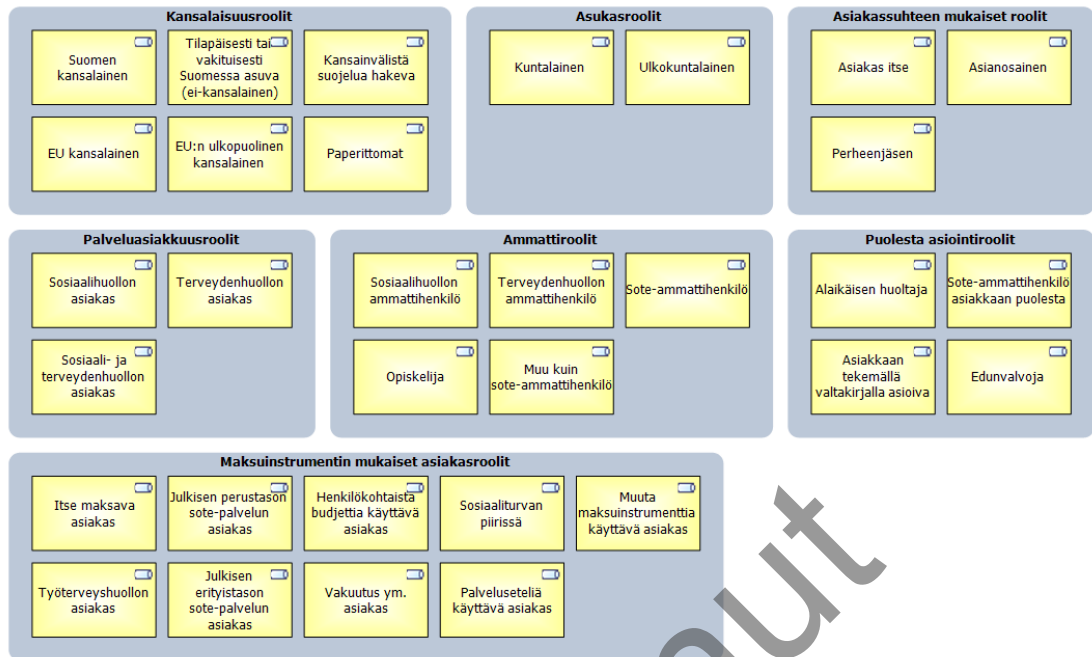 Kansalaisuusroolit
Suomen
kansalainen
Tilapäisesti tai
vakituisesti
Suomessa asuva
(ei-kansalainen)
Kansainvälistä
suojelua hakeva
EU kansalainen
EU:n ulkopuolinen
kansalainen
Paperittomat
Asukasroolit
Kuntalainen
Ulkokuntalainen
Asiakassuhteen mukaiset roolit
Asiakas itse
Asianosainen
Perheenjäsen
Palveluasiakkuusroolit
Sosiaalihuollon
asiakas
Terveydenhuollon
asiakas
Sosiaali- ja
terveydenhuollon
asiakas
Ammattiroolit
Sosiaalihuollon
ammattihenkilö
Terveydenhuollon
ammattihenkilö
Sote-ammattihenkilö
Opiskelija
Muu kuin
sote-ammattihenkilö
Puolesta asiointiroolit
Alaikäisen huoltaja
Sote-ammattihenkilö
asiakkaan puolesta
Asiakkaan
tekemällä
valtakirjalla asioiva
Edunvalvoja
Maksuinstrumentin mukaiset asiakasroolit
Itse maksava
asiakas
Julkisen perustason
sote-palvelun
asiakas
Henkilökohtaista
budjettia käyttävä
asiakas
Sosiaaliturvan
piirissä
Muuta
maksuinstrumenttia
käyttävä asiakas
Työterveyshuollon
asiakas
Julkisen
erityistason
sote-palvelun
asiakas
Vakuutus ym.
asiakas
Palveluseteliä
käyttävä asiakas